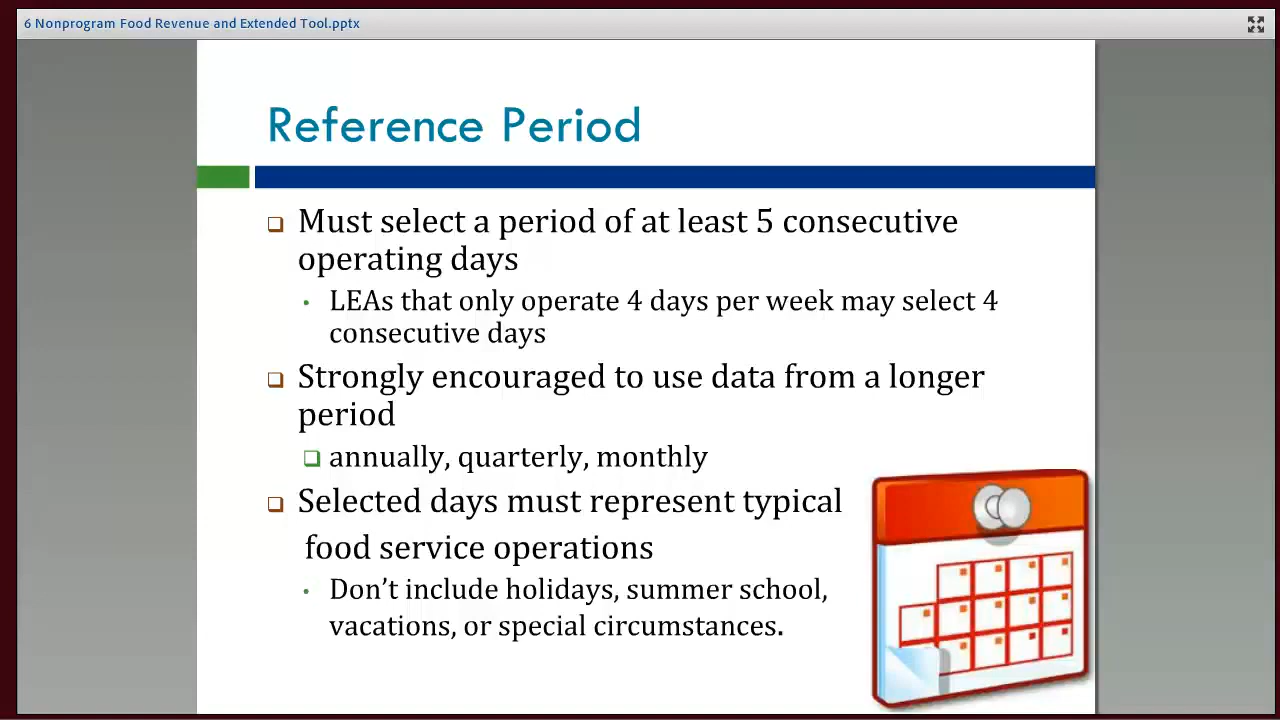 6 Nonprogram Food Revenue and Extended Tool.pptx
Reference Period
Must select a period of at least 5 consecutive
operating days
LEAs that only operate 4 days per week may select 4
consecutive days
Strongly encouraged to use data from a longer
period
annually, quarterly, monthly
Selected days must represent typical
food service operations
Don’t include holidays, summer school,
vacations, or special circumstances.